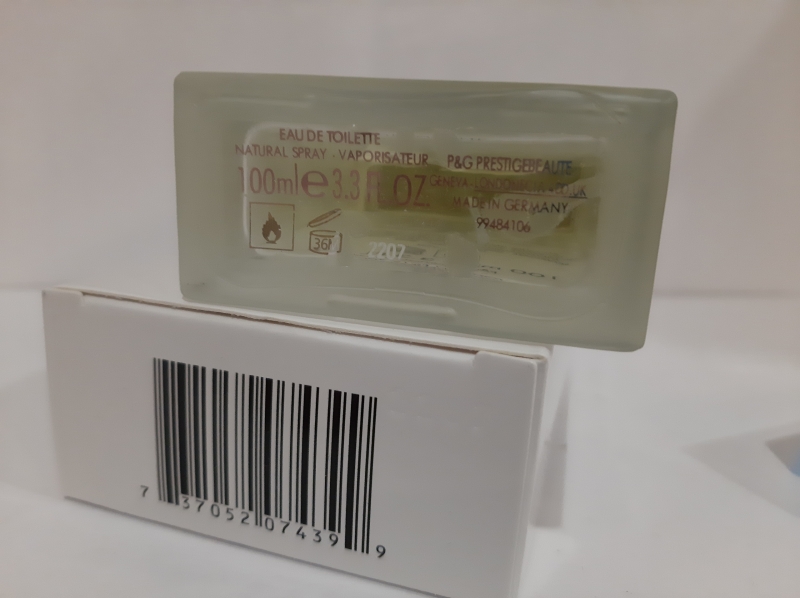 EAU DE TOILETTE
NATURAL SPRAY . VAPORISATEUR
100ml e 3.3 fl OZ.
P&G PRESTIGEBEAUTE
MADE IN GERMANY
99484106
36M
2207
001
7 37052 07439 9